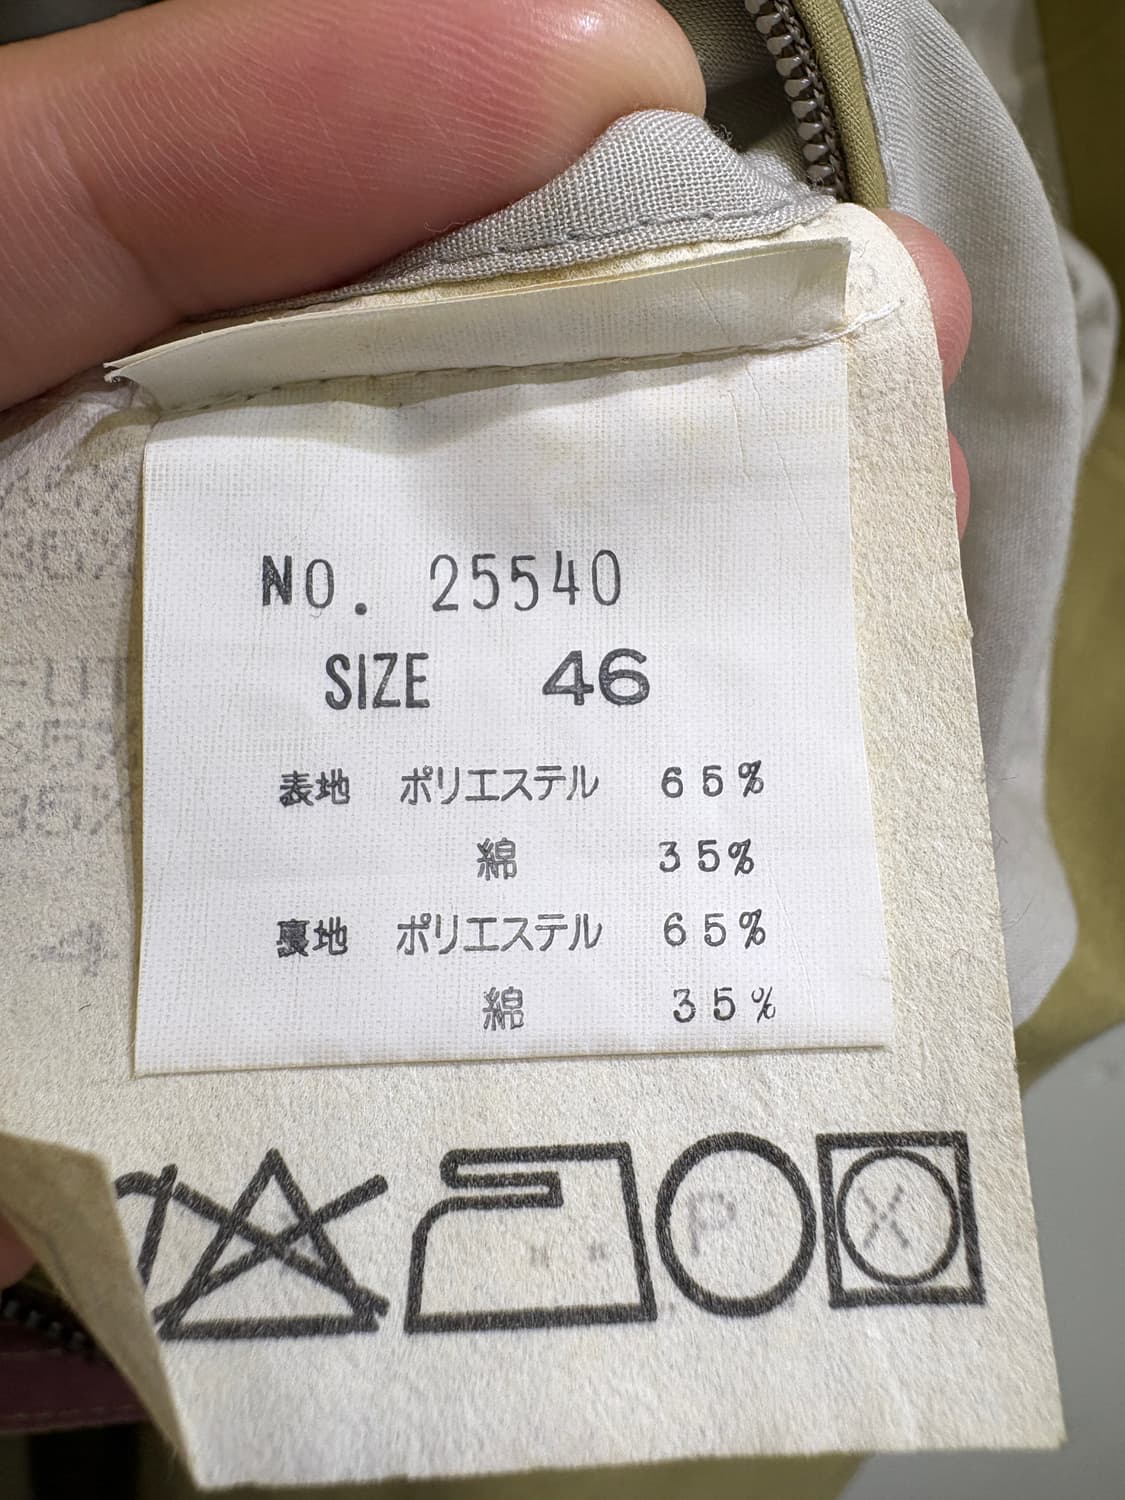 NO. 25540
SIZE 46
表地 ポリエステル 65%
綿 35%
裏地 ポリエステル 65%
綿 35%
P